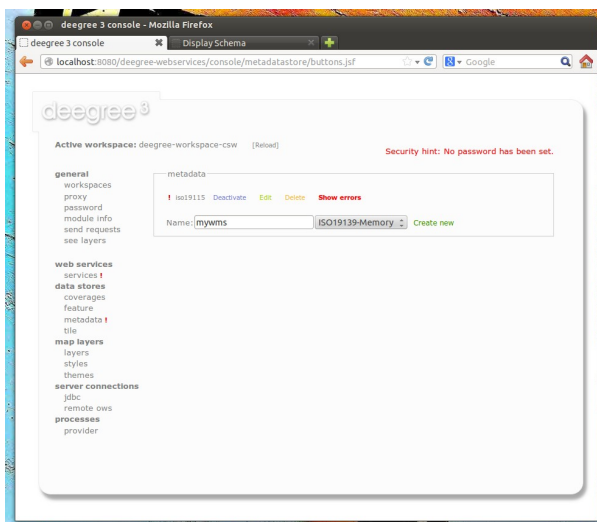 deegree 3 console - Mozilla Firefox
deegree 3 console Display Schema
localhost:8080/deegree-webservices/console/metadatastore/buttons.jsf Google
deegree 3
Active workspace: deegree-workspace-csw [Reload]
Security hint: No password has been set.
general
workspaces
proxy
password
module info
send requests
see layers
web services
services !
data stores
coverages
feature
metadata !
tile
map layers
layers
styles
themes
server connections
jdbc
remote ows
processes
provider
metadata
! iso19115 Deactivate Edit Delete Show errors
Name: mywms ISO19139-Memory Create new